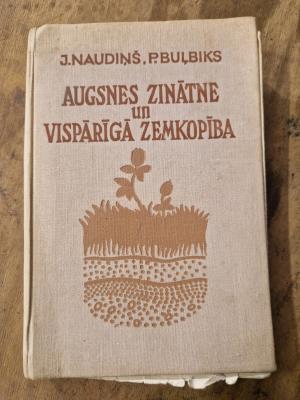 J. NAUDIŅŠ, P. BUĻBIKS
AUGSNES ZINĀTNE
un
VISPĀRĪGĀ ZEMKOPĪBA